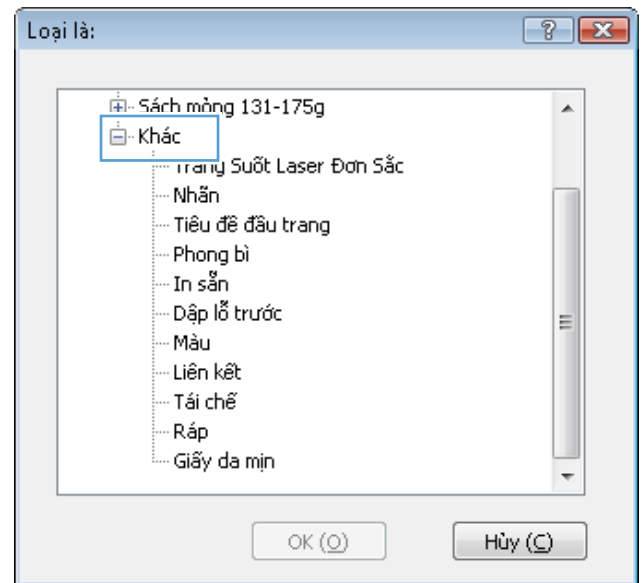 Loại là:
Sách mỏng 131-175g
Khác
Trang Suốt Laser Đơn Sắc
Nhãn
Tiêu đề đầu trang
Phong bì
In sẵn
Dập lỗ trước
Màu
Liên kết
Tái chế
Ráp
Giấy da mịn
OK (O)
Hủy (C)